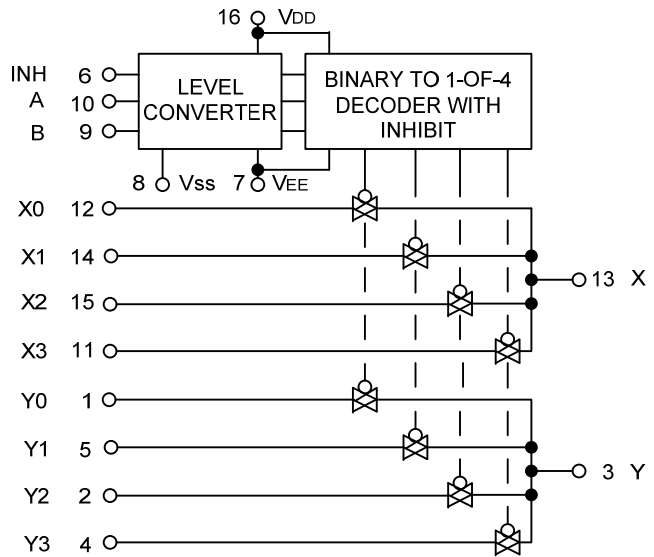 16 VDD
INH 6
A 10
B 9
LEVEL
CONVERTER
BINARY TO 1-OF-4
DECODER WITH
INHIBIT
8 Vss
7 VEE
X0 12
X1 14
X2 15
X3 11
13 X
Y0 1
Y1 5
Y2 2
Y3 4
3 Y